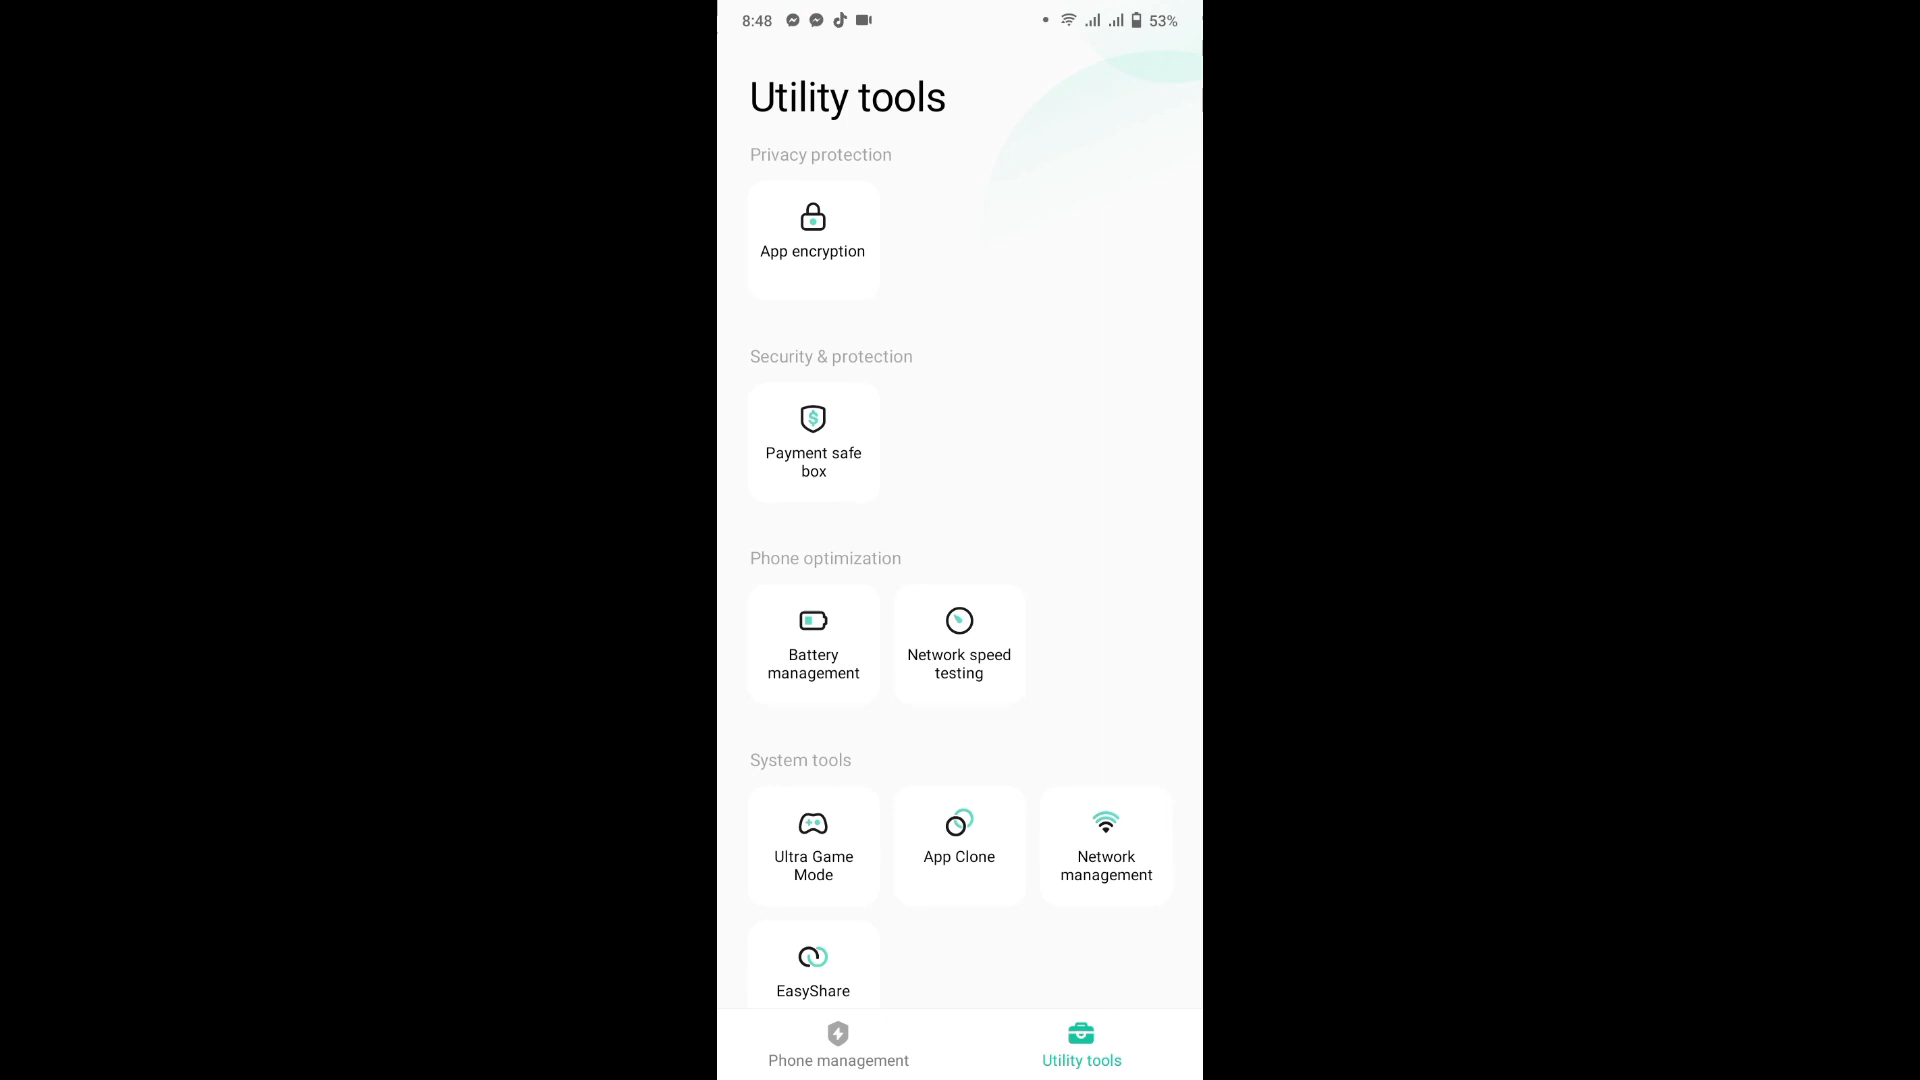 8:48
53%
Utility tools
Privacy protection
App encryption
Security & protection
Payment safe
box
Phone optimization
Battery
management
Network speed
testing
System tools
Ultra Game
Mode
App Clone
Network
management
EasyShare
Phone management
Utility tools